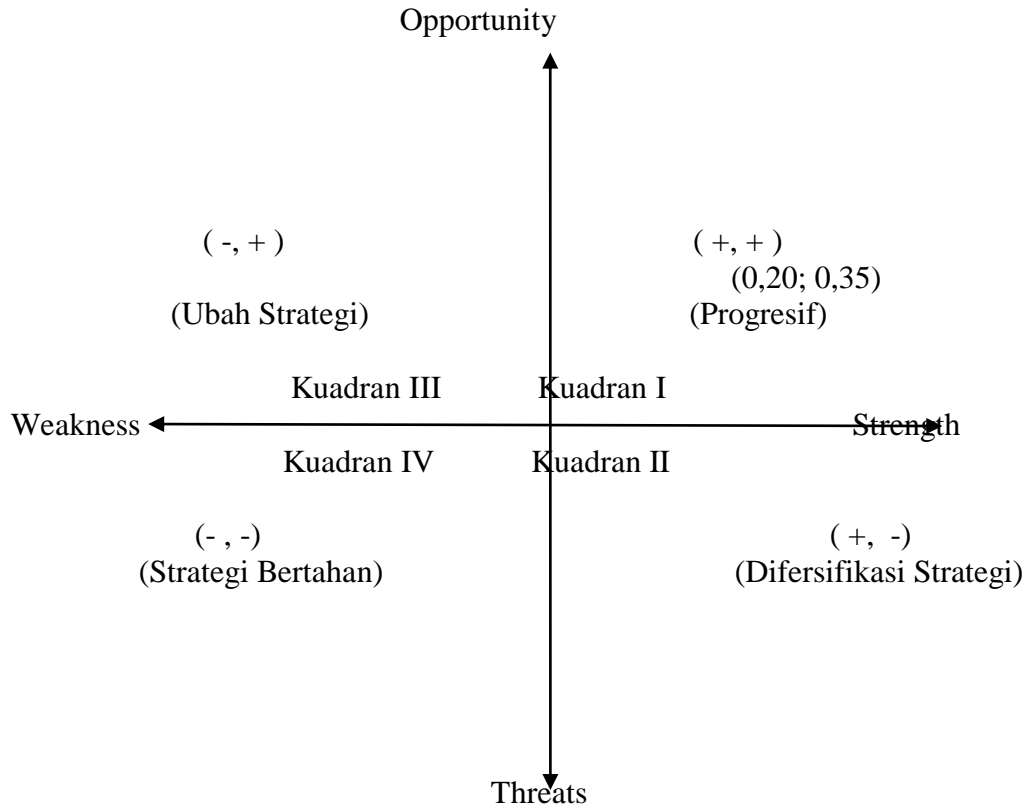 Opportunity
( -, + )
( +, + )
(0,20; 0,35)
(Ubah Strategi)
(Progresif)
Kuadran III
Kuadran I
Weakness
Strength
Kuadran IV
Kuadran II
(- , -)
( +,  -)
(Strategi Bertahan)
(Difersifikasi Strategi)
Threats